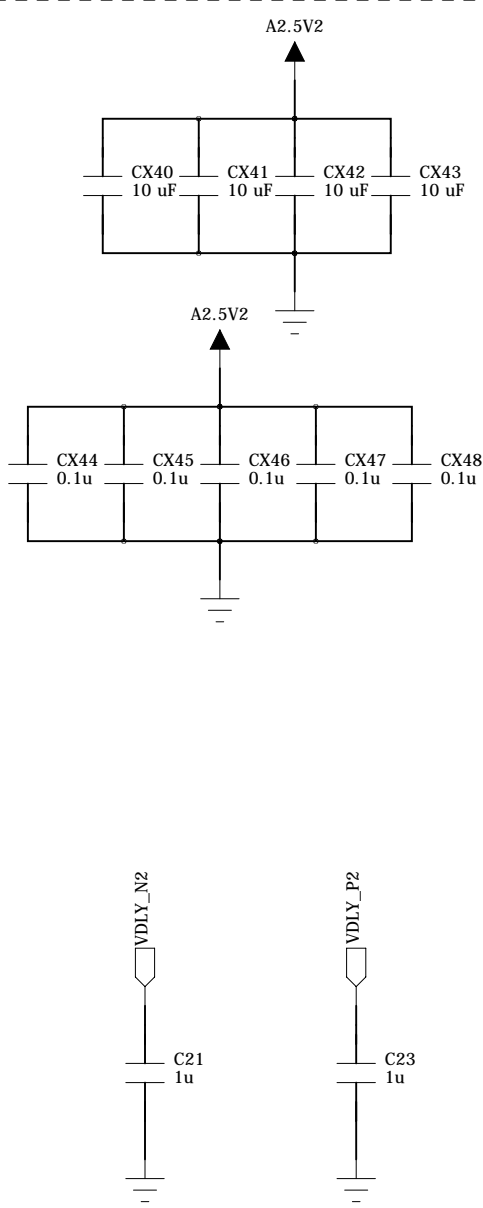 A2.5V2
CX40 CX41 CX42 CX43
10 uF 10 uF 10 uF 10 uF
A2.5V2
CX44 CX45 CX46 CX47 CX48
0.1u 0.1u 0.1u 0.1u 0.1u
VDLY_N2 VDLY_P2
C21 C23
1u 1u